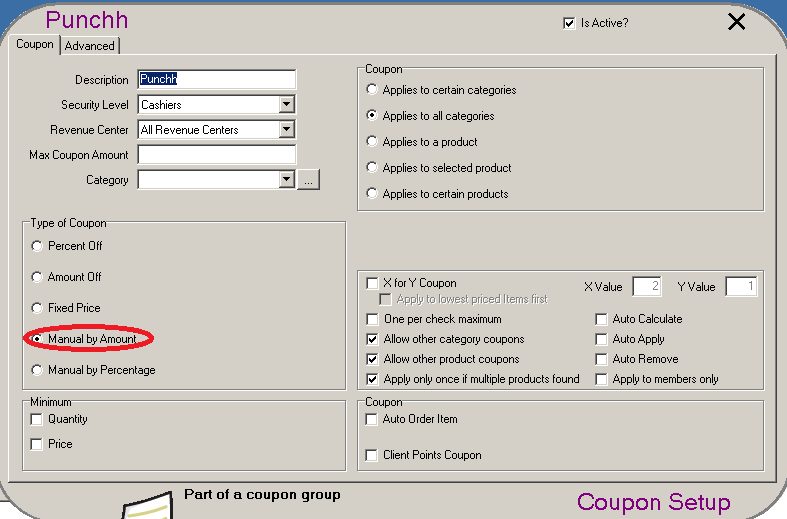 Punchh
Is Active?
Coupon Advanced
Description Punchh
Security Level Cashiers
Revenue Center All Revenue Centers
Max Coupon Amount
Category ...
Coupon
Applies to certain categories
Applies to all categories
Applies to a product
Applies to selected product
Applies to certain products
Type of Coupon
Percent Off
Amount Off
Fixed Price
Manual by Amount
Manual by Percentage
X for Y Coupon X Value 2 Y Value 1
Apply to lowest priced Items first
One per check maximum Auto Calculate
Allow other category coupons Auto Apply
Allow other product coupons Auto Remove
Apply only once if multiple products found Apply to members only
Minimum
Quantity
Price
Coupon
Auto Order Item
Client Points Coupon
Part of a coupon group
Coupon Setup